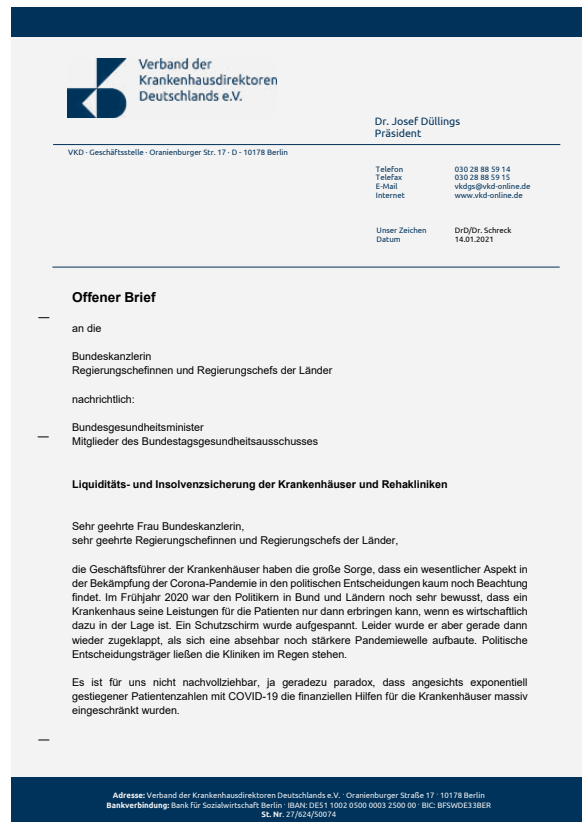 Verband der
Krankenhausdirektoren
Deutschlands e.V.
Dr. Josef Düllings
Präsident
VKD · Geschäftsstelle · Oranienburger Str. 17 · D - 10178 Berlin
Telefon 030 28 88 59 14
Telefax 030 28 88 59 15
E-Mail vkdgs@vkd-online.de
Internet www.vkd-online.de
Unser Zeichen DrD/Dr. Schreck
Datum 14.01.2021
Offener Brief
an die
Bundeskanzlerin
Regierungschefinnen und Regierungschefs der Länder
nachrichtlich:
Bundesgesundheitsminister
Mitglieder des Bundestagsgesundheitsausschusses
Liquiditäts- und Insolvenzsicherung der Krankenhäuser und Rehakliniken
Sehr geehrte Frau Bundeskanzlerin,
sehr geehrte Regierungschefinnen und Regierungschefs der Länder,
die Geschäftsführer der Krankenhäuser haben die große Sorge, dass ein wesentlicher Aspekt in
der Bekämpfung der Corona-Pandemie in den politischen Entscheidungen kaum noch Beachtung
findet. Im Frühjahr 2020 war den Politikern in Bund und Ländern noch sehr bewusst, dass ein
Krankenhaus seine Leistungen für die Patienten nur dann erbringen kann, wenn es wirtschaftlich
dazu in der Lage ist. Ein Schutzschirm wurde aufgespannt. Leider wurde er aber gerade dann
wieder zugeklappt, als sich eine absehbar noch stärkere Pandemiewelle aufbaute. Politische
Entscheidungsträger ließen die Kliniken im Regen stehen.
Es ist für uns nicht nachvollziehbar, ja geradezu paradox, dass angesichts exponentiell
gestiegener Patientenzahlen mit COVID-19 die finanziellen Hilfen für die Krankenhäuser massiv
eingeschränkt wurden.
Adresse: Verband der Krankenhausdirektoren Deutschlands e.V. · Oranienburger Straße 17 · 10178 Berlin
Bankverbindung: Bank für Sozialwirtschaft Berlin · IBAN: DE51 1002 0500 0003 2500 00 · BIC: BFSWDE33BER
St. Nr. 27/624/50074